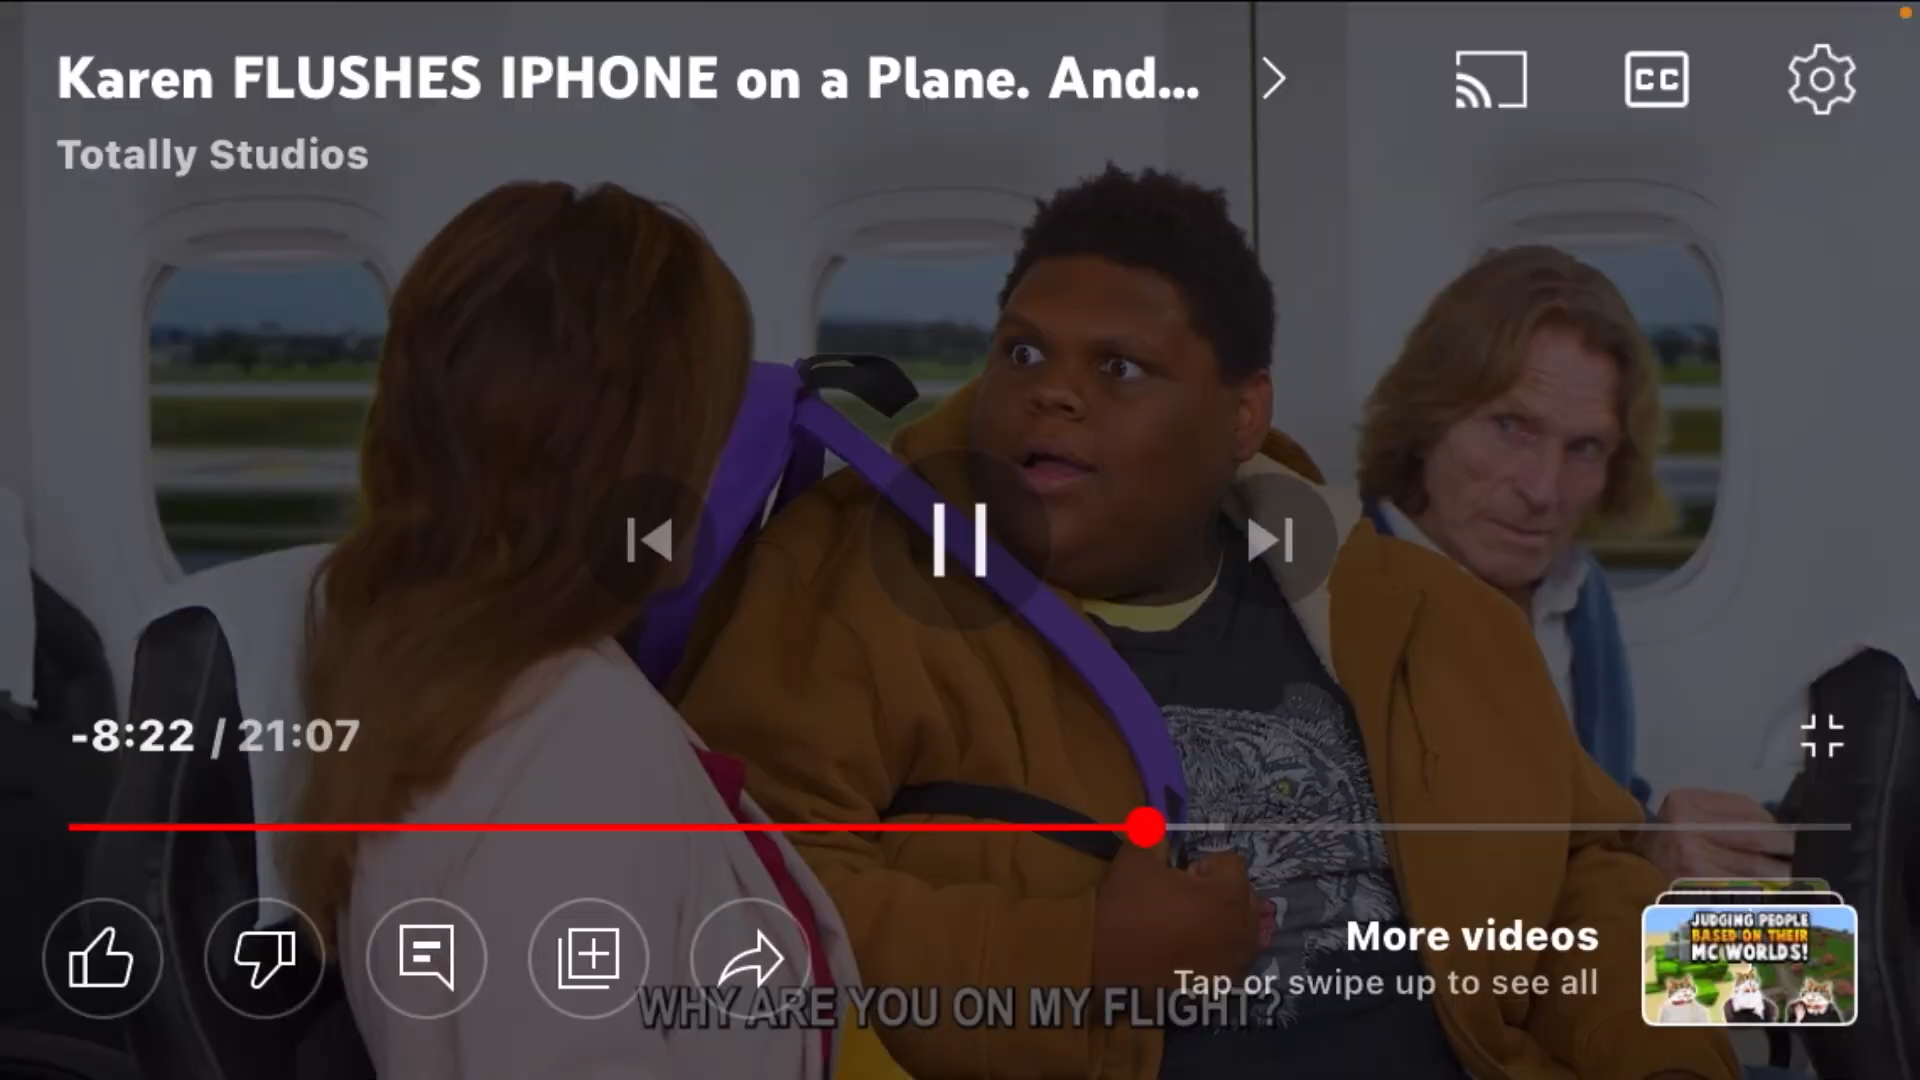 Karen FLUSHES IPHONE on a Plane. And...
CC
Totally Studios
-8:22 / 21:07
More videos
Tap or swipe up to see all
JUDGING PEOPLE
BASED ON THEIR
MC WORLDS!
WHY ARE YOU ON MY FLIGHT?